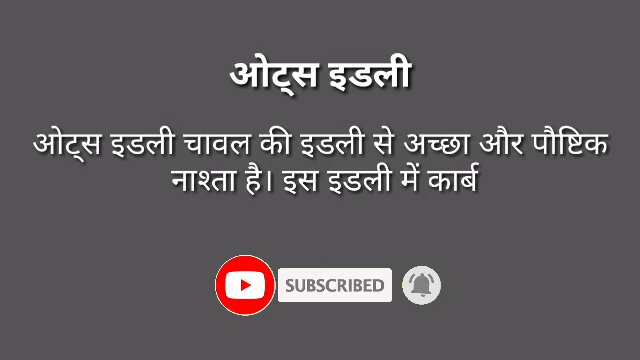 ओट्स इडली
ओट्स इडली चावल की इडली से अच्छा और पौष्टिक
नाश्ता है। इस इडली में कार्ब
SUBSCRIBED